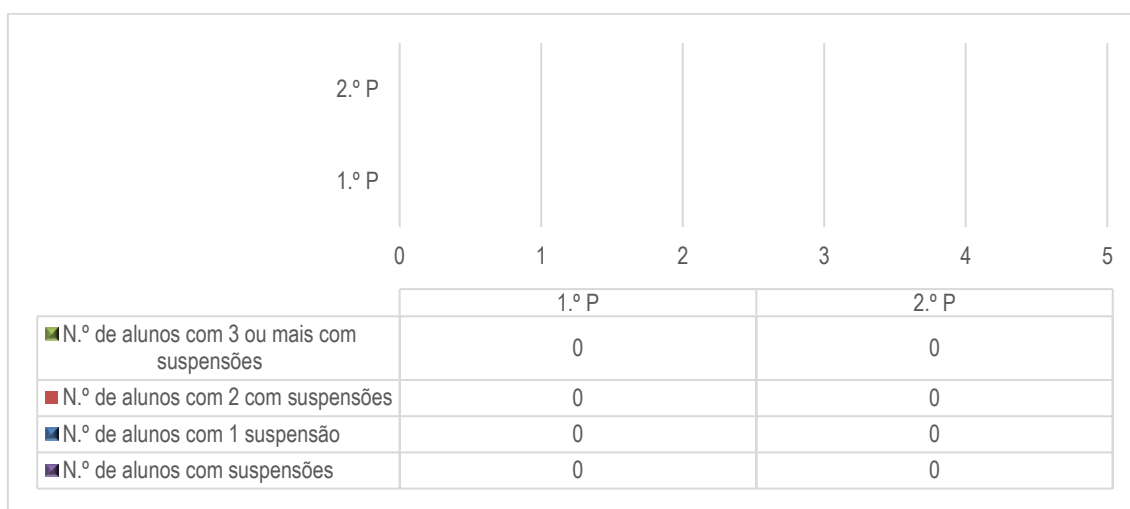 2.º P
1.º P
0 1 2 3 4 5
1.º P 2.º P
N.º de alunos com 3 ou mais com
suspensões 0 0
N.º de alunos com 2 com suspensões 0 0
N.º de alunos com 1 suspensão 0 0
N.º de alunos com suspensões 0 0